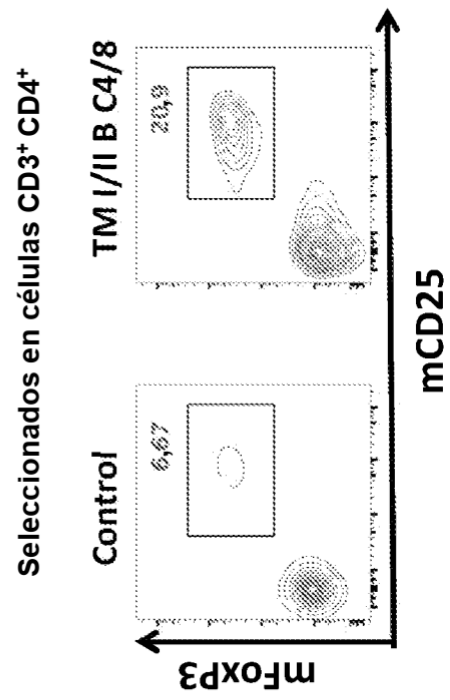 Seleccionados en células CD3⁺ CD4⁺
Control
TM I/II B C4/8
6,67
20,9
mFoxP3
mCD25